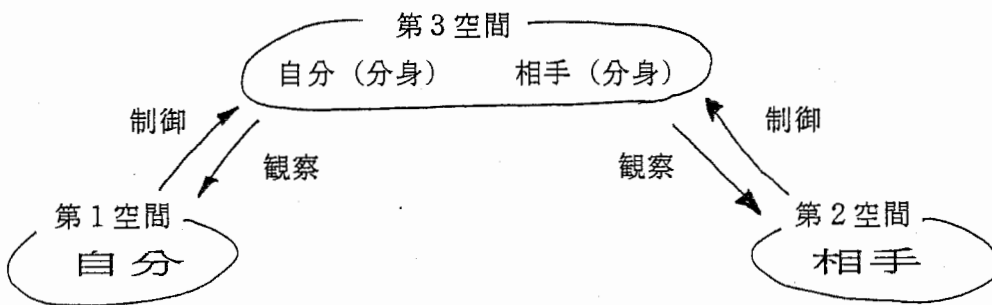 第3空間
自分（分身）　相手（分身）
制御　制御
観察　観察
第1空間　第2空間
自分　相手